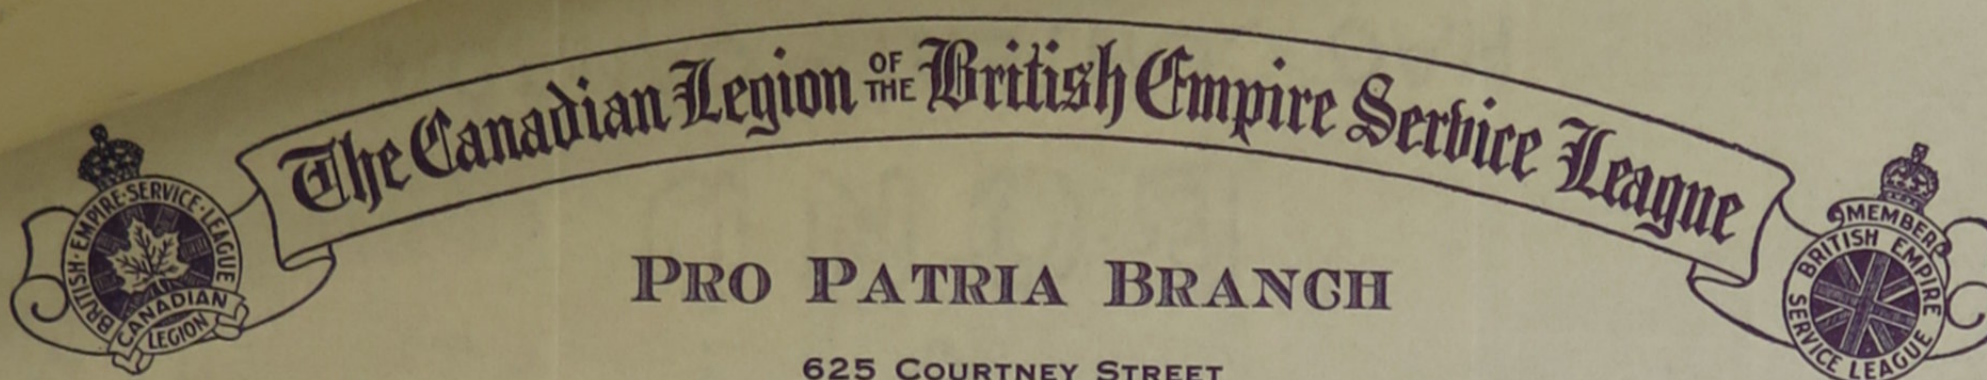 The Canadian Legion OF THE British Empire Service League
BRITISH·EMPIRE·SERVICE·LEAGUE
CANADIAN
LEGION
MEMBER
BRITISH EMPIRE
SERVICE LEAGUE
PRO PATRIA BRANCH
625 COURTNEY STREET